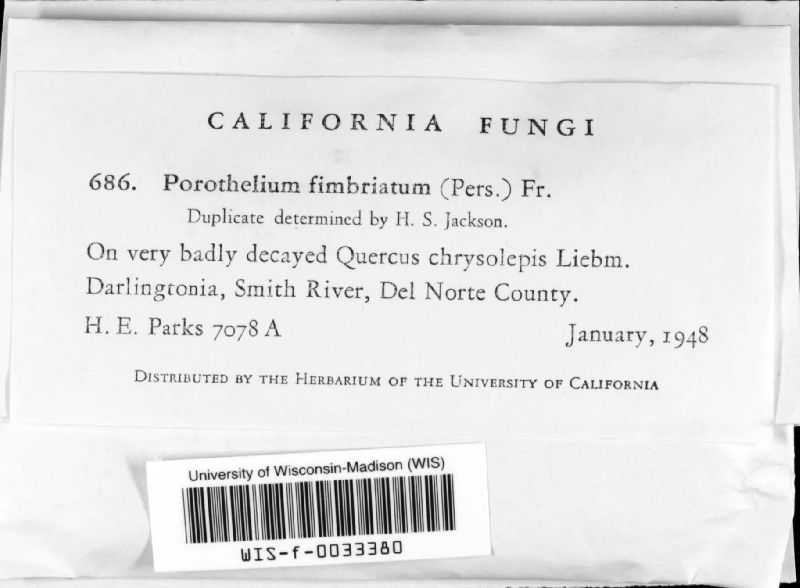 CALIFORNIA FUNGI
686. Porothelium fimbriatum (Pers.) Fr.
Duplicate determined by H. S. Jackson.
On very badly decayed Quercus chrysolepis Liebm.
Darlingtonia, Smith River, Del Norte County.
H. E. Parks 7078 A January, 1948
Distributed by the Herbarium of the University of California
University of Wisconsin-Madison (WIS)
WIS-f-0033380